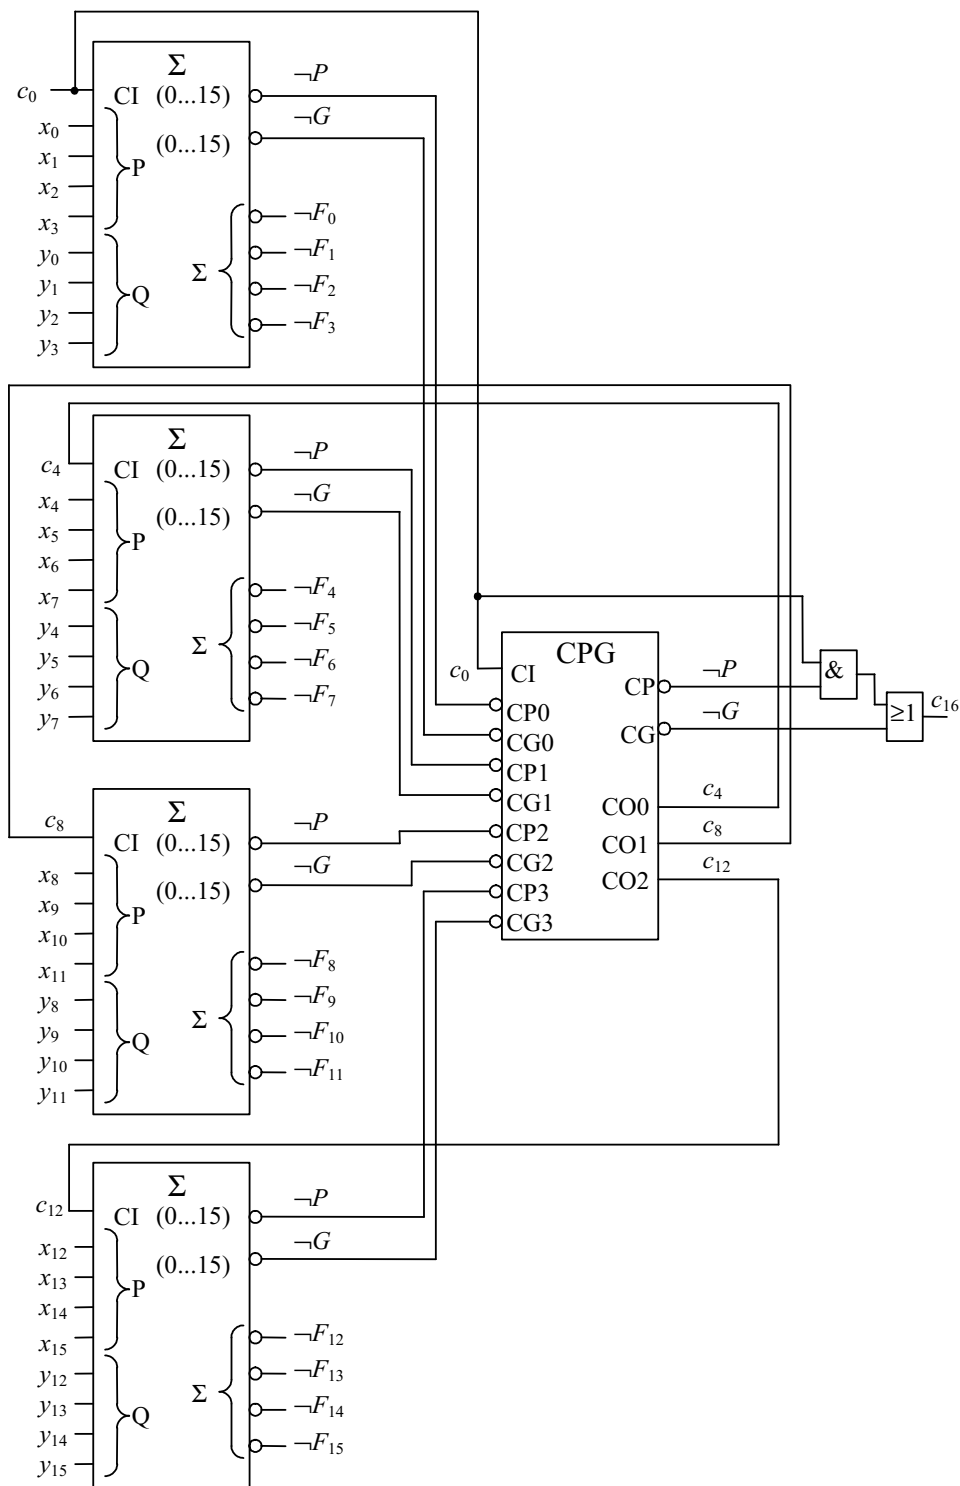 Σ
c₀ CI (0...15) ¬P
x₀ (0...15) ¬G
x₁ P
x₂
x₃ ¬F₀
y₀ ¬F₁
y₁ Q Σ ¬F₂
y₂ ¬F₃
y₃
Σ
c₄ CI (0...15) ¬P
x₄ (0...15) ¬G
x₅ P
x₆
x₇ ¬F₄
y₄ ¬F₅
y₅ Q Σ ¬F₆
y₆ ¬F₇
y₇
Σ
c₈ CI (0...15) ¬P
x₈ (0...15) ¬G
x₉ P
x₁₀
x₁₁ ¬F₈
y₈ ¬F₉
y₉ Q Σ ¬F₁₀
y₁₀ ¬F₁₁
y₁₁
Σ
c₁₂ CI (0...15) ¬P
x₁₂ (0...15) ¬G
x₁₃ P
x₁₄
x₁₅ ¬F₁₂
y₁₂ ¬F₁₃
y₁₃ Q Σ ¬F₁₄
y₁₄ ¬F₁₅
y₁₅
CPG
c₀ CI
CP ¬P
CP0
CG ¬G
CG0
CP1
CG1
CO0 c₄
CP2
CO1 c₈
CG2
CO2 c₁₂
CP3
CG3
&
≥1 c₁₆